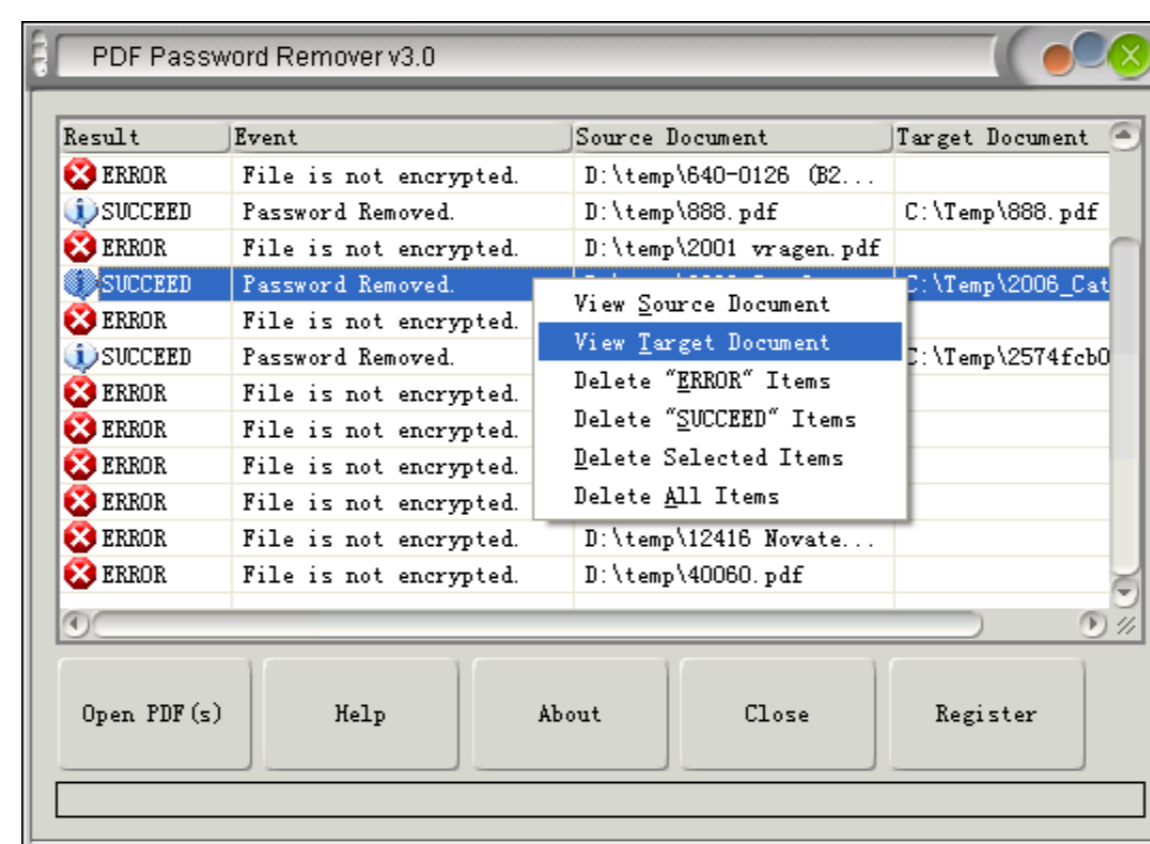 PDF Password Remover v3.0
Result Event Source Document Target Document
ERROR File is not encrypted. D:\temp\640-0126 (B2...
SUCCEED Password Removed. D:\temp\888.pdf C:\Temp\888.pdf
ERROR File is not encrypted. D:\temp\2001 vragen.pdf
SUCCEED Password Removed. C:\Temp\2006_Cat
ERROR File is not encrypted.
SUCCEED Password Removed. C:\Temp\2574fcb0
ERROR File is not encrypted.
ERROR File is not encrypted.
ERROR File is not encrypted.
ERROR File is not encrypted.
ERROR File is not encrypted. D:\temp\12416 Novate...
ERROR File is not encrypted. D:\temp\40060.pdf
View Source Document
View Target Document
Delete "ERROR" Items
Delete "SUCCEED" Items
Delete Selected Items
Delete All Items
Open PDF(s) Help About Close Register